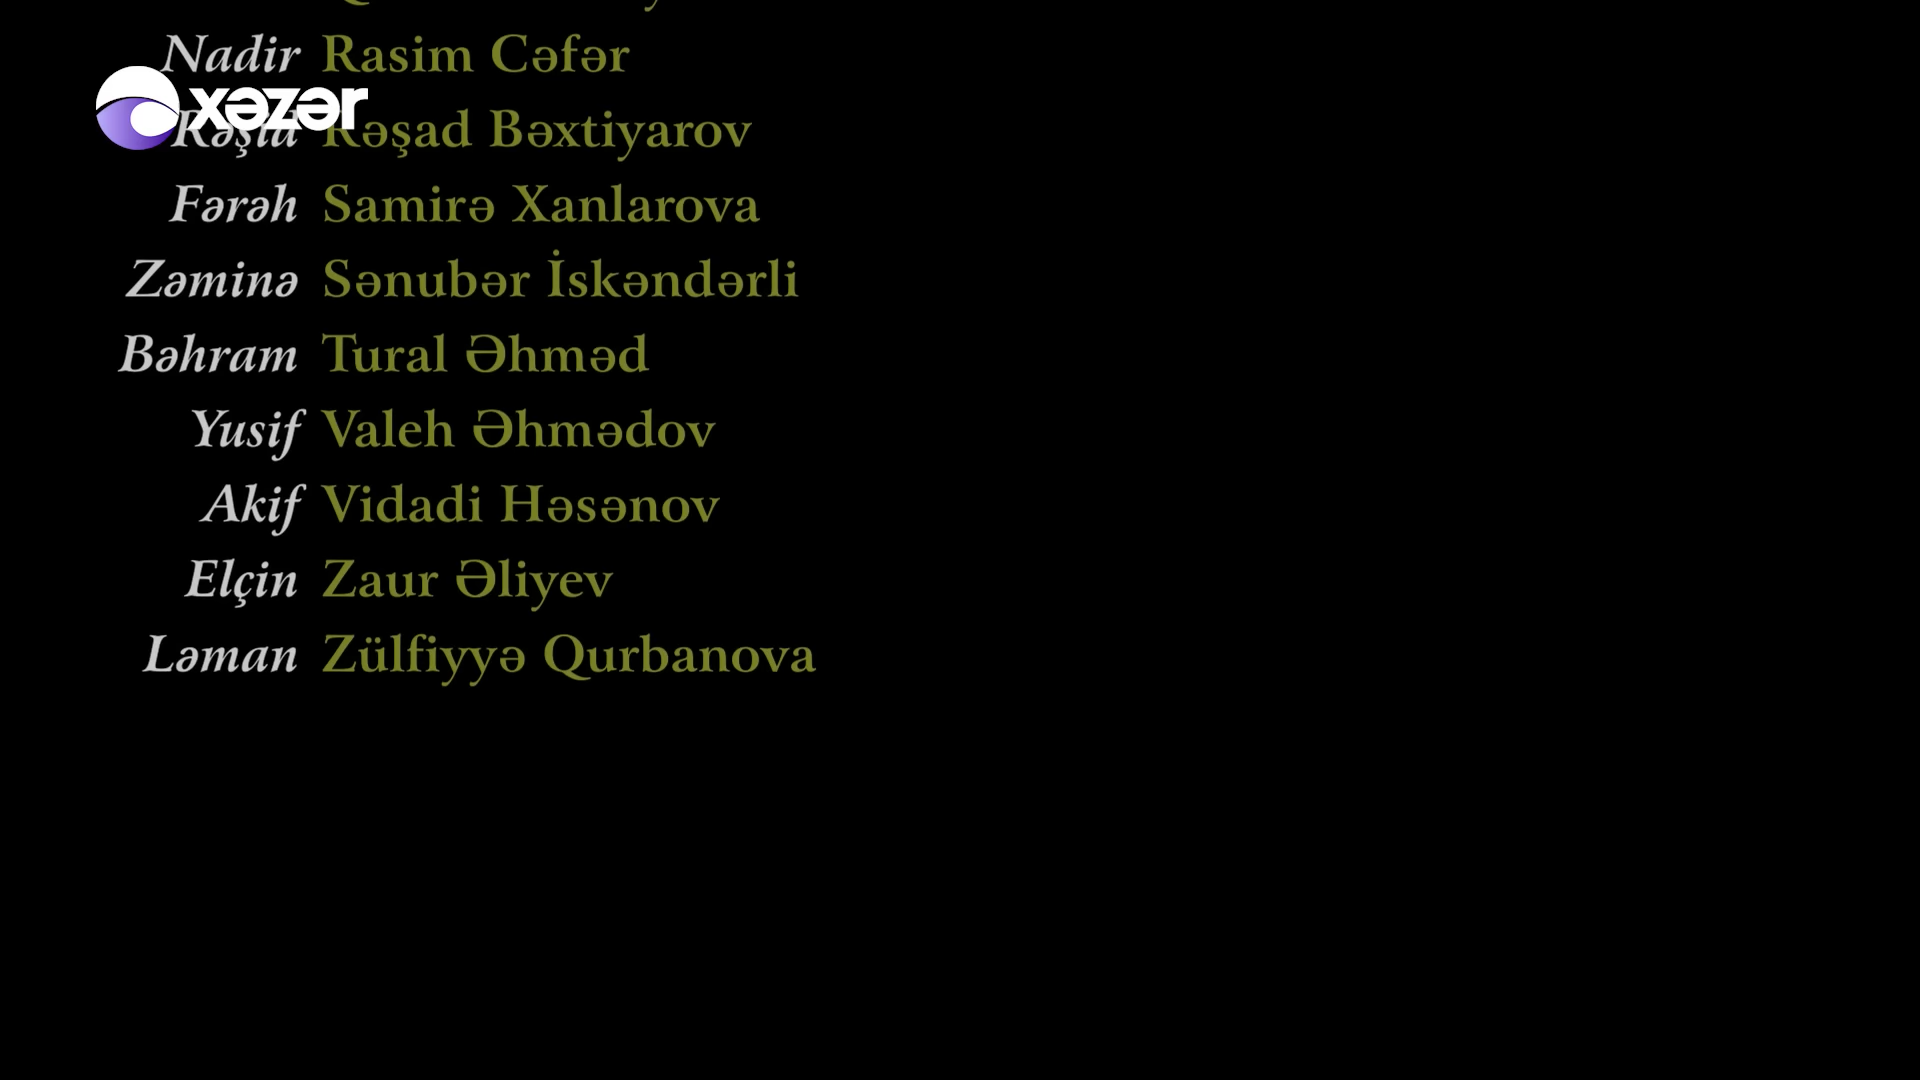 Nadir Rasim Cəfər
xəzər
Rəşid Rəşad Bəxtiyarov
Fərəh Samirə Xanlarova
Zəminə Sənubər İskəndərli
Bəhram Tural Əhməd
Yusif Valeh Əhmədov
Akif Vidadi Həsənov
Elçin Zaur Əliyev
Ləman Zülfiyyə Qurbanova